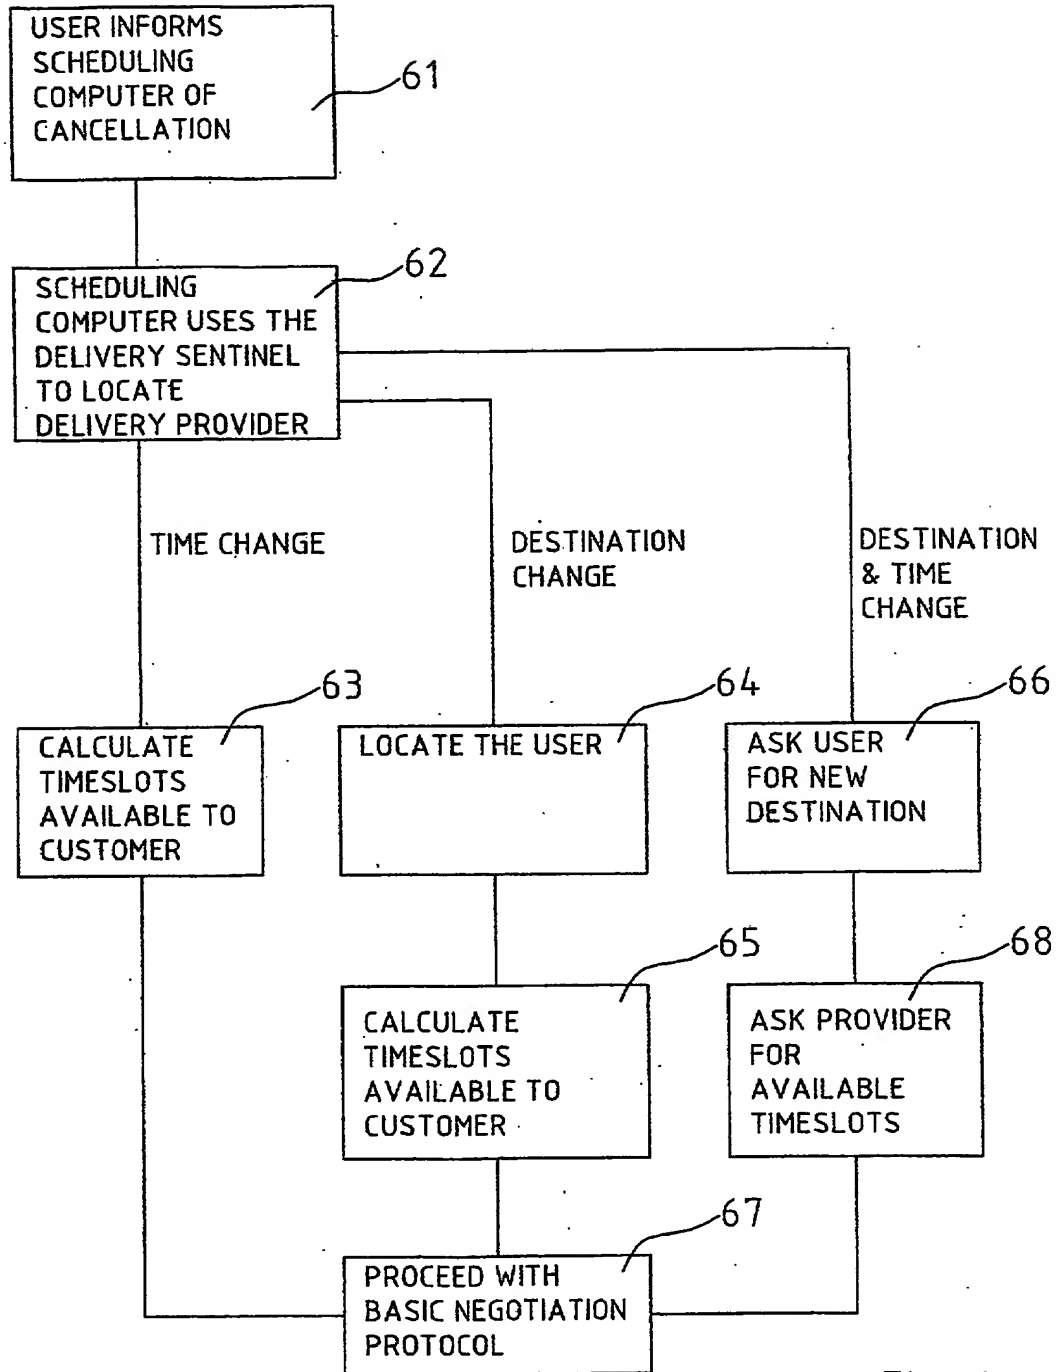 USER INFORMS
SCHEDULING
COMPUTER OF
CANCELLATION
61
SCHEDULING
COMPUTER USES THE
DELIVERY SENTINEL
TO LOCATE
DELIVERY PROVIDER
62
TIME CHANGE
DESTINATION
CHANGE
DESTINATION
& TIME
CHANGE
63
CALCULATE
TIMESLOTS
AVAILABLE TO
CUSTOMER
64
LOCATE THE USER
66
ASK USER
FOR NEW
DESTINATION
65
CALCULATE
TIMESLOTS
AVAILABLE TO
CUSTOMER
68
ASK PROVIDER
FOR
AVAILABLE
TIMESLOTS
67
PROCEED WITH
BASIC NEGOTIATION
PROTOCOL